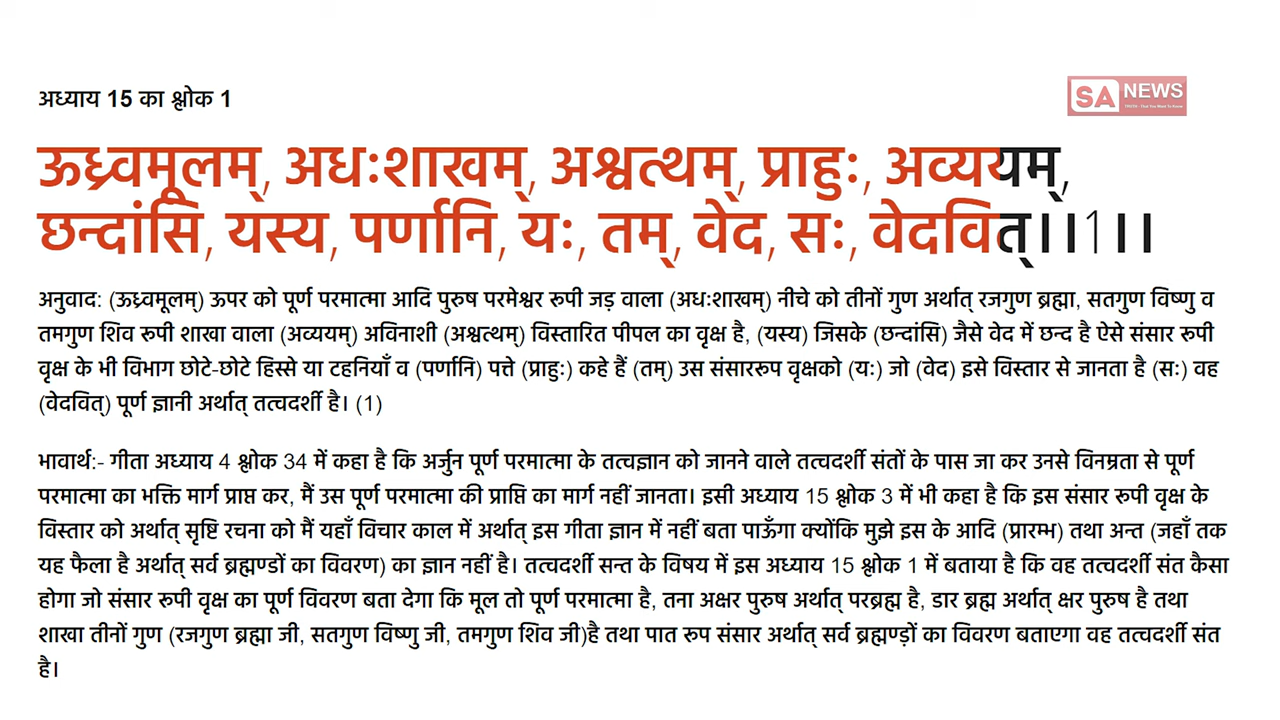 अध्याय 15 का श्लोक 1
SA NEWS
ऊर्ध्वमूलम्, अधःशाखम्, अश्वत्थम्, प्राहुः, अव्ययम्,
छन्दांसि, यस्य, पर्णानि, यः, तम्, वेद, सः, वेदवित्।।1।।
अनुवाद: (ऊर्ध्वमूलम्) ऊपर को पूर्ण परमात्मा आदि पुरुष परमेश्वर रूपी जड़ वाला (अधःशाखम्) नीचे को तीनों गुण अर्थात् रजगुण ब्रह्मा, सतगुण विष्णु व
तमगुण शिव रूपी शाखा वाला (अव्ययम्) अविनाशी (अश्वत्थम्) विस्तारित पीपल का वृक्ष है, (यस्य) जिसके (छन्दांसि) जैसे वेद में छन्द है ऐसे संसार रूपी
वृक्ष के भी विभाग छोटे-छोटे हिस्से या टहनियाँ व (पर्णानि) पत्ते (प्राहुः) कहे हैं (तम्) उस संसाररूप वृक्षको (यः) जो (वेद) इसे विस्तार से जानता है (सः) वह
(वेदवित्) पूर्ण ज्ञानी अर्थात् तत्वदर्शी है। (1)
भावार्थ:- गीता अध्याय 4 श्लोक 34 में कहा है कि अर्जुन पूर्ण परमात्मा के तत्वज्ञान को जानने वाले तत्वदर्शी संतों के पास जा कर उनसे विनम्रता से पूर्ण
परमात्मा का भक्ति मार्ग प्राप्त कर, मैं उस पूर्ण परमात्मा की प्राप्ति का मार्ग नहीं जानता। इसी अध्याय 15 श्लोक 3 में भी कहा है कि इस संसार रूपी वृक्ष के
विस्तार को अर्थात् सृष्टि रचना को मैं यहाँ विचार काल में अर्थात् इस गीता ज्ञान में नहीं बता पाऊँगा क्योंकि मुझे इस के आदि (प्रारम्भ) तथा अन्त (जहाँ तक
यह फैला है अर्थात् सर्व ब्रह्मण्डों का विवरण) का ज्ञान नहीं है। तत्वदर्शी सन्त के विषय में इस अध्याय 15 श्लोक 1 में बताया है कि वह तत्वदर्शी संत कैसा
होगा जो संसार रूपी वृक्ष का पूर्ण विवरण बता देगा कि मूल तो पूर्ण परमात्मा है, तना अक्षर पुरुष अर्थात् परब्रह्म है, डार ब्रह्म अर्थात् क्षर पुरुष है तथा
शाखा तीनों गुण (रजगुण ब्रह्मा जी, सतगुण विष्णु जी, तमगुण शिव जी)है तथा पात रूप संसार अर्थात् सर्व ब्रह्मण्ड़ों का विवरण बताएगा वह तत्वदर्शी संत
है।